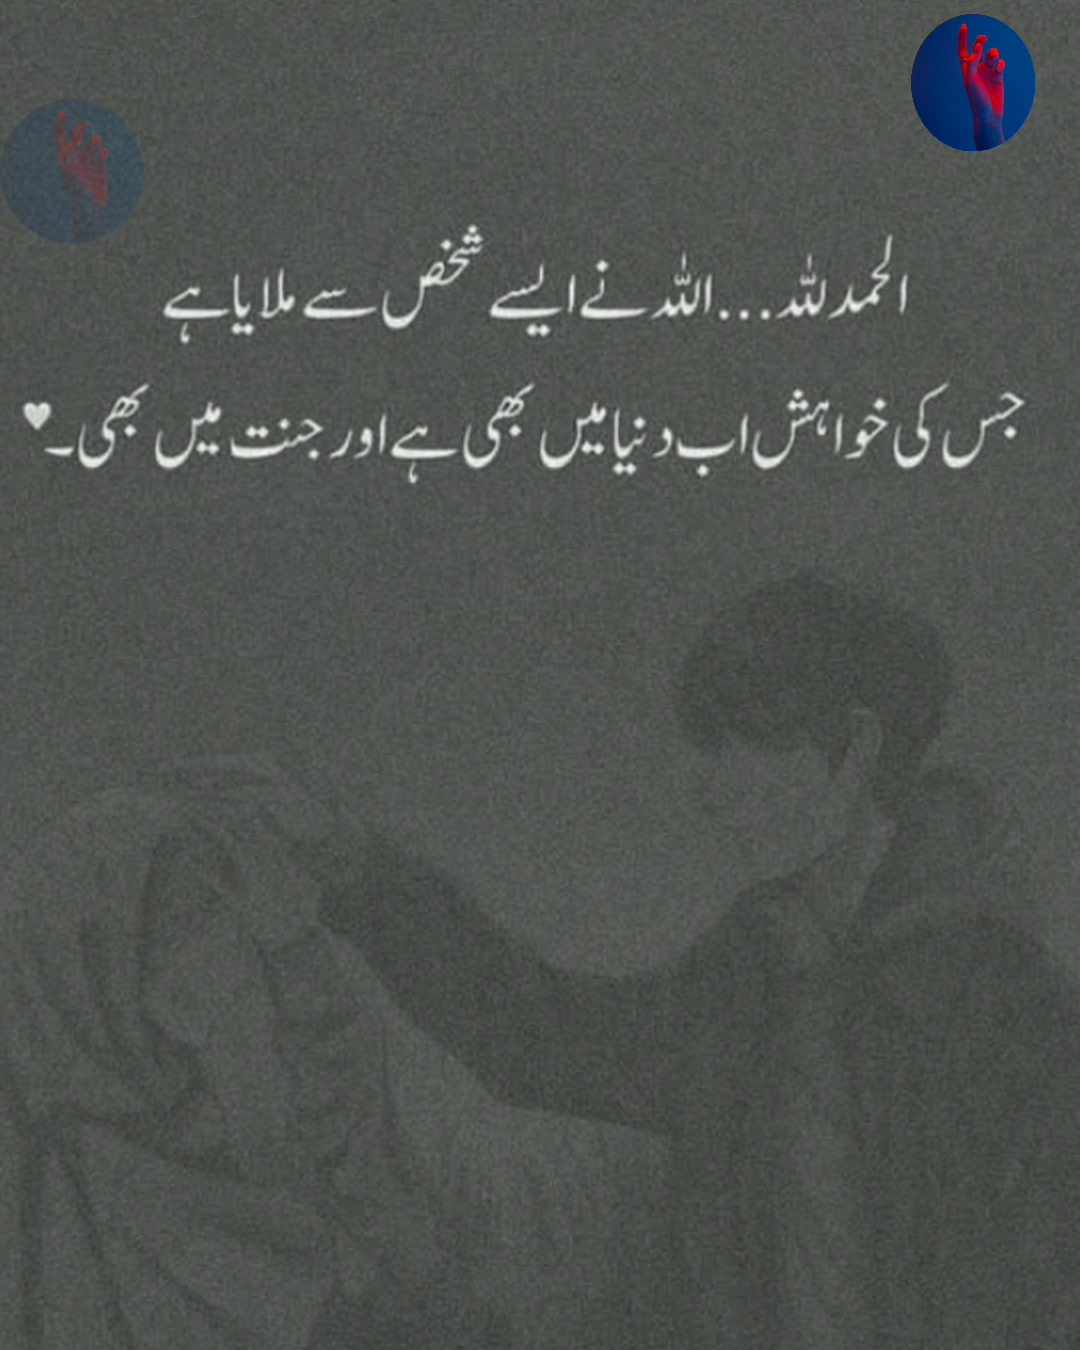 الحمدللہ...اللہ نے ایسے شخص سے ملایا ہے
جس کی خواہش اب دنیا میں بھی ہے اور جنت میں بھی۔♥